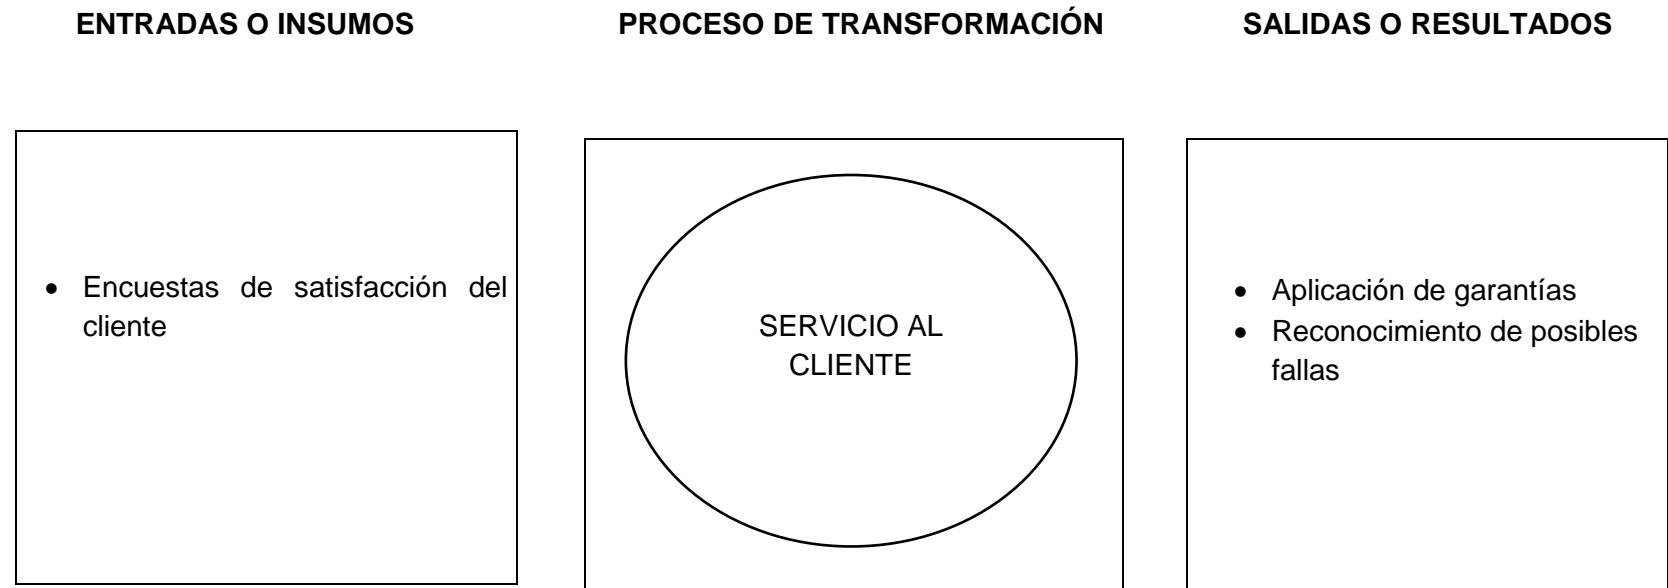 ENTRADAS O INSUMOS
PROCESO DE TRANSFORMACIÓN
SALIDAS O RESULTADOS
• Encuestas de satisfacción del
cliente
SERVICIO AL
CLIENTE
• Aplicación de garantías
• Reconocimiento de posibles
fallas